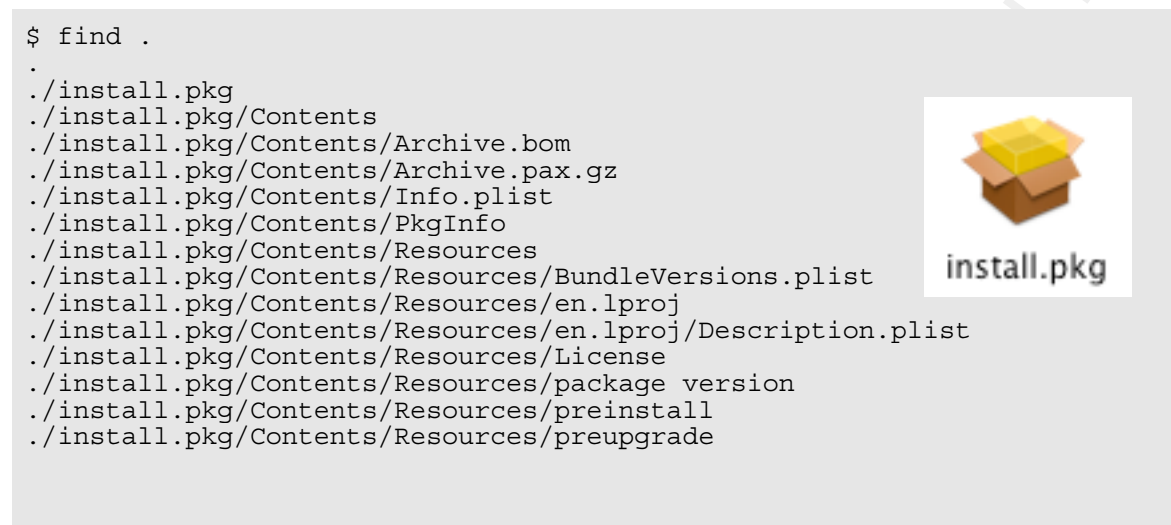 $ find .
.
./install.pkg
./install.pkg/Contents
./install.pkg/Contents/Archive.bom
./install.pkg/Contents/Archive.pax.gz
./install.pkg/Contents/Info.plist
./install.pkg/Contents/PkgInfo
./install.pkg/Contents/Resources
./install.pkg/Contents/Resources/BundleVersions.plist
./install.pkg/Contents/Resources/en.lproj
./install.pkg/Contents/Resources/en.lproj/Description.plist
./install.pkg/Contents/Resources/License
./install.pkg/Contents/Resources/package version
./install.pkg/Contents/Resources/preinstall
./install.pkg/Contents/Resources/preupgrade
install.pkg